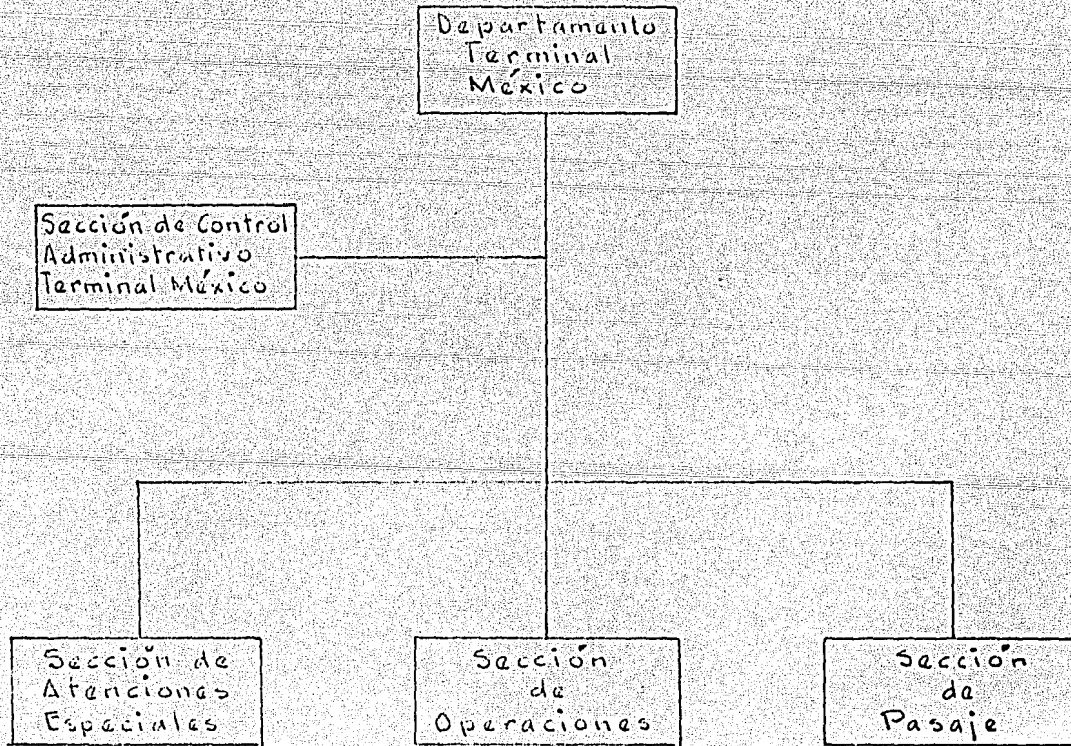 Departamento
Terminal
México
Sección de Control
Administrativo
Terminal México
Sección de
Atenciones
Especiales
Sección
de
Operaciones
Sección
de
Pasaje